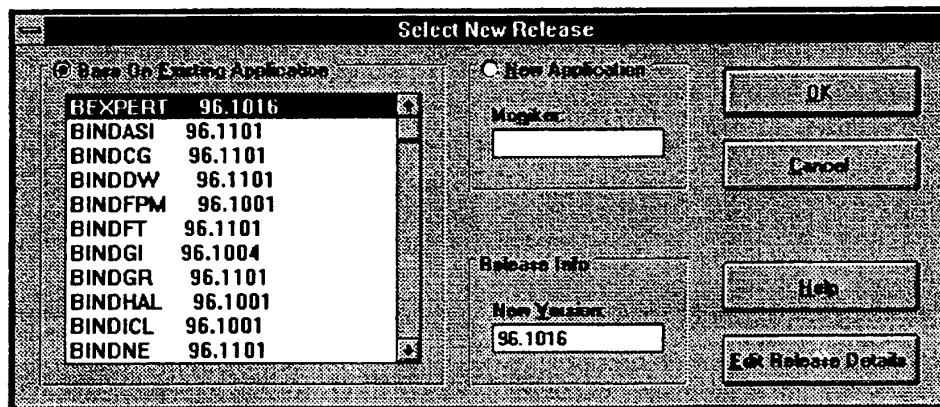 Select New Release
Base On Existing Application
BEXPERT 96.1016
BINDASI 96.1101
BINDCG 96.1101
BINDDW 96.1101
BINDFPM 96.1001
BINDFT 96.1101
BINDGI 96.1004
BINDGR 96.1101
BINDHAL 96.1001
BINDICL 96.1001
BINDNE 96.1101
New Application
Mogiker:
Release Info
New Version:
96.1016
OK
Cancel
Help
Edit Release Details